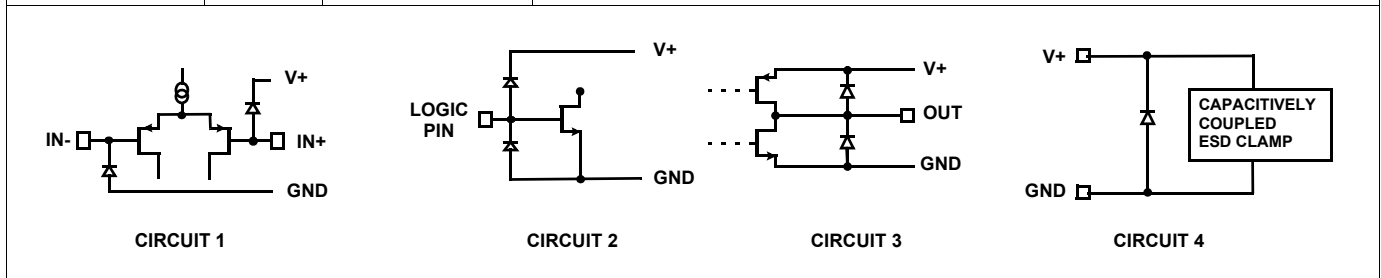 V+
IN-
IN+
GND
CIRCUIT 1
V+
LOGIC
PIN
GND
CIRCUIT 2
V+
OUT
GND
CIRCUIT 3
V+
CAPACITIVELY
COUPLED
ESD CLAMP
GND
CIRCUIT 4